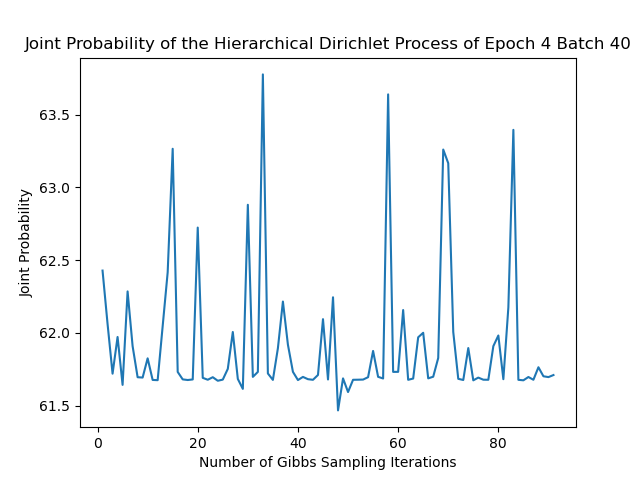 Joint Probability of the Hierarchical Dirichlet Process of Epoch 4 Batch 40
63.5
63.0
62.5
62.0
61.5
Joint Probability
0 20 40 60 80
Number of Gibbs Sampling Iterations